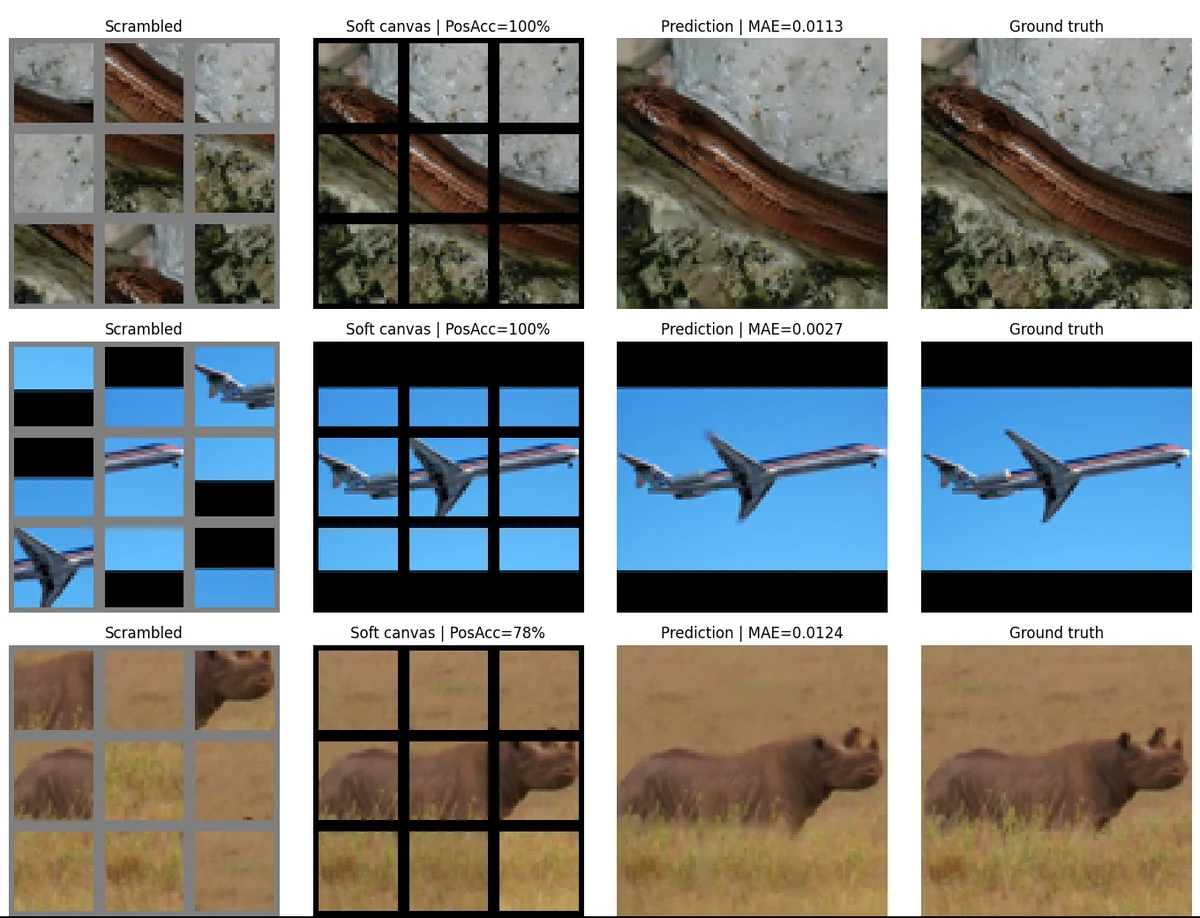 Scrambled
Soft canvas | PosAcc=100%
Prediction | MAE=0.0113
Ground truth
Scrambled
Soft canvas | PosAcc=100%
Prediction | MAE=0.0027
Ground truth
Scrambled
Soft canvas | PosAcc=78%
Prediction | MAE=0.0124
Ground truth